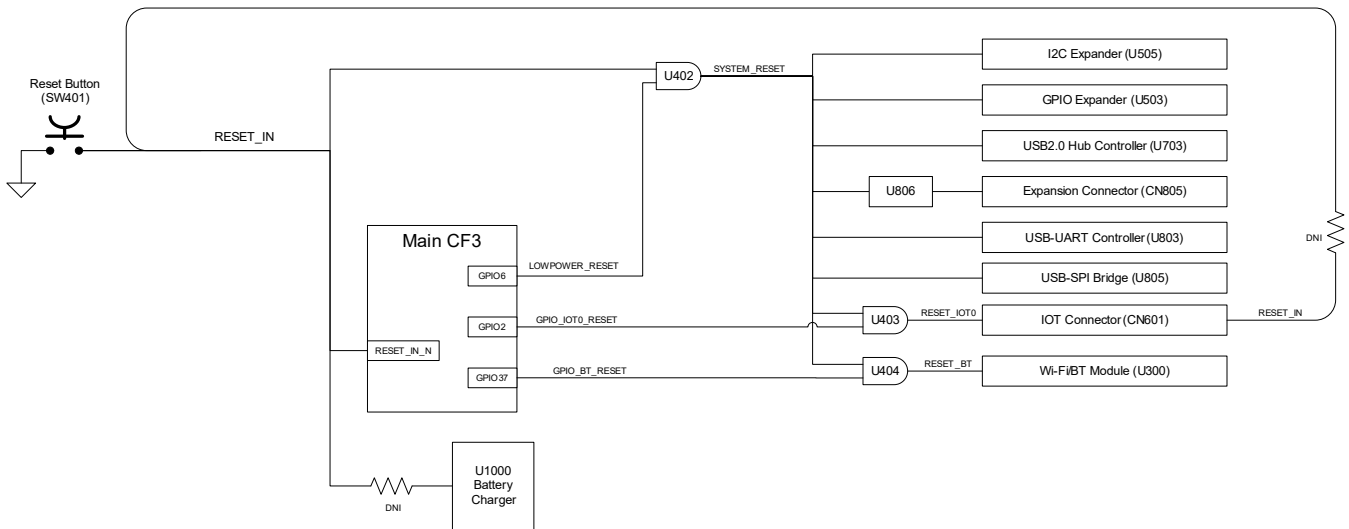 I2C Expander (U505)
U402
SYSTEM_RESET
Reset Button
(SW401)
GPIO Expander (U503)
RESET_IN
USB2.0 Hub Controller (U703)
U806
Expansion Connector (CN805)
Main CF3
USB-UART Controller (U803)
DNI
GPIO6
LOWPOWER_RESET
USB-SPI Bridge (U805)
GPIO2
GPIO_IOT0_RESET
U403
RESET_IOT0
IOT Connector (CN601)
RESET_IN
RESET_IN_N
GPIO37
GPIO_BT_RESET
U404
RESET_BT
Wi-Fi/BT Module (U300)
U1000
Battery
Charger
DNI